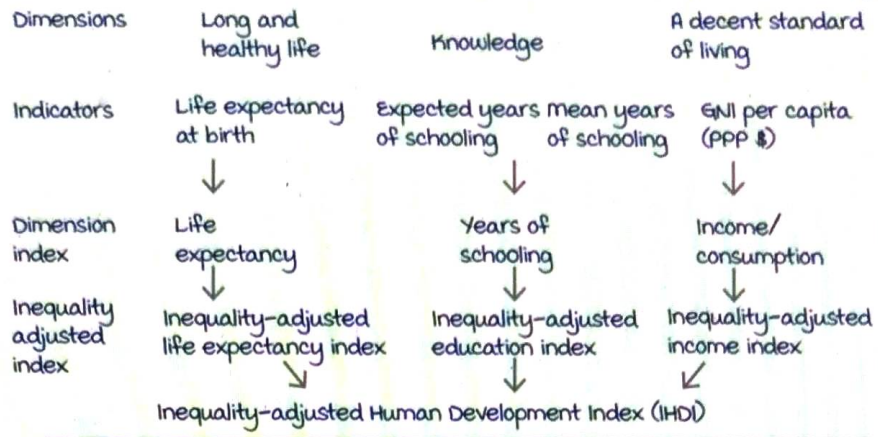 Dimensions Long and healthy life Knowledge A decent standard of living
Indicators Life expectancy at birth Expected years of schooling mean years of schooling GNI per capita (PPP $)
Dimension index Life expectancy Years of schooling Income/ consumption
Inequality adjusted index Inequality-adjusted life expectancy index Inequality-adjusted education index Inequality-adjusted income index
Inequality-adjusted Human Development Index (IHDI)